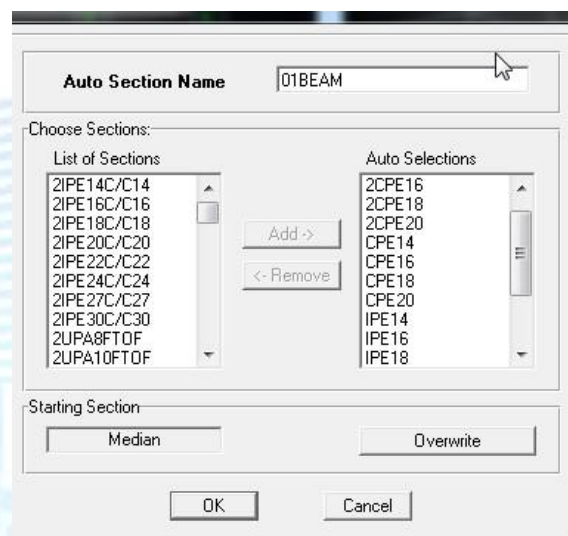 Auto Section Name 01BEAM
Choose Sections:
List of Sections
2IPE14C/C14
2IPE16C/C16
2IPE18C/C18
2IPE20C/C20
2IPE22C/C22
2IPE24C/C24
2IPE27C/C27
2IPE30C/C30
2UPA8FTOF
2UPA10FTOF
Add ->
<- Remove
Auto Selections
2CPE16
2CPE18
2CPE20
CPE14
CPE16
CPE18
CPE20
IPE14
IPE16
IPE18
Starting Section
Median Overwrite
OK Cancel